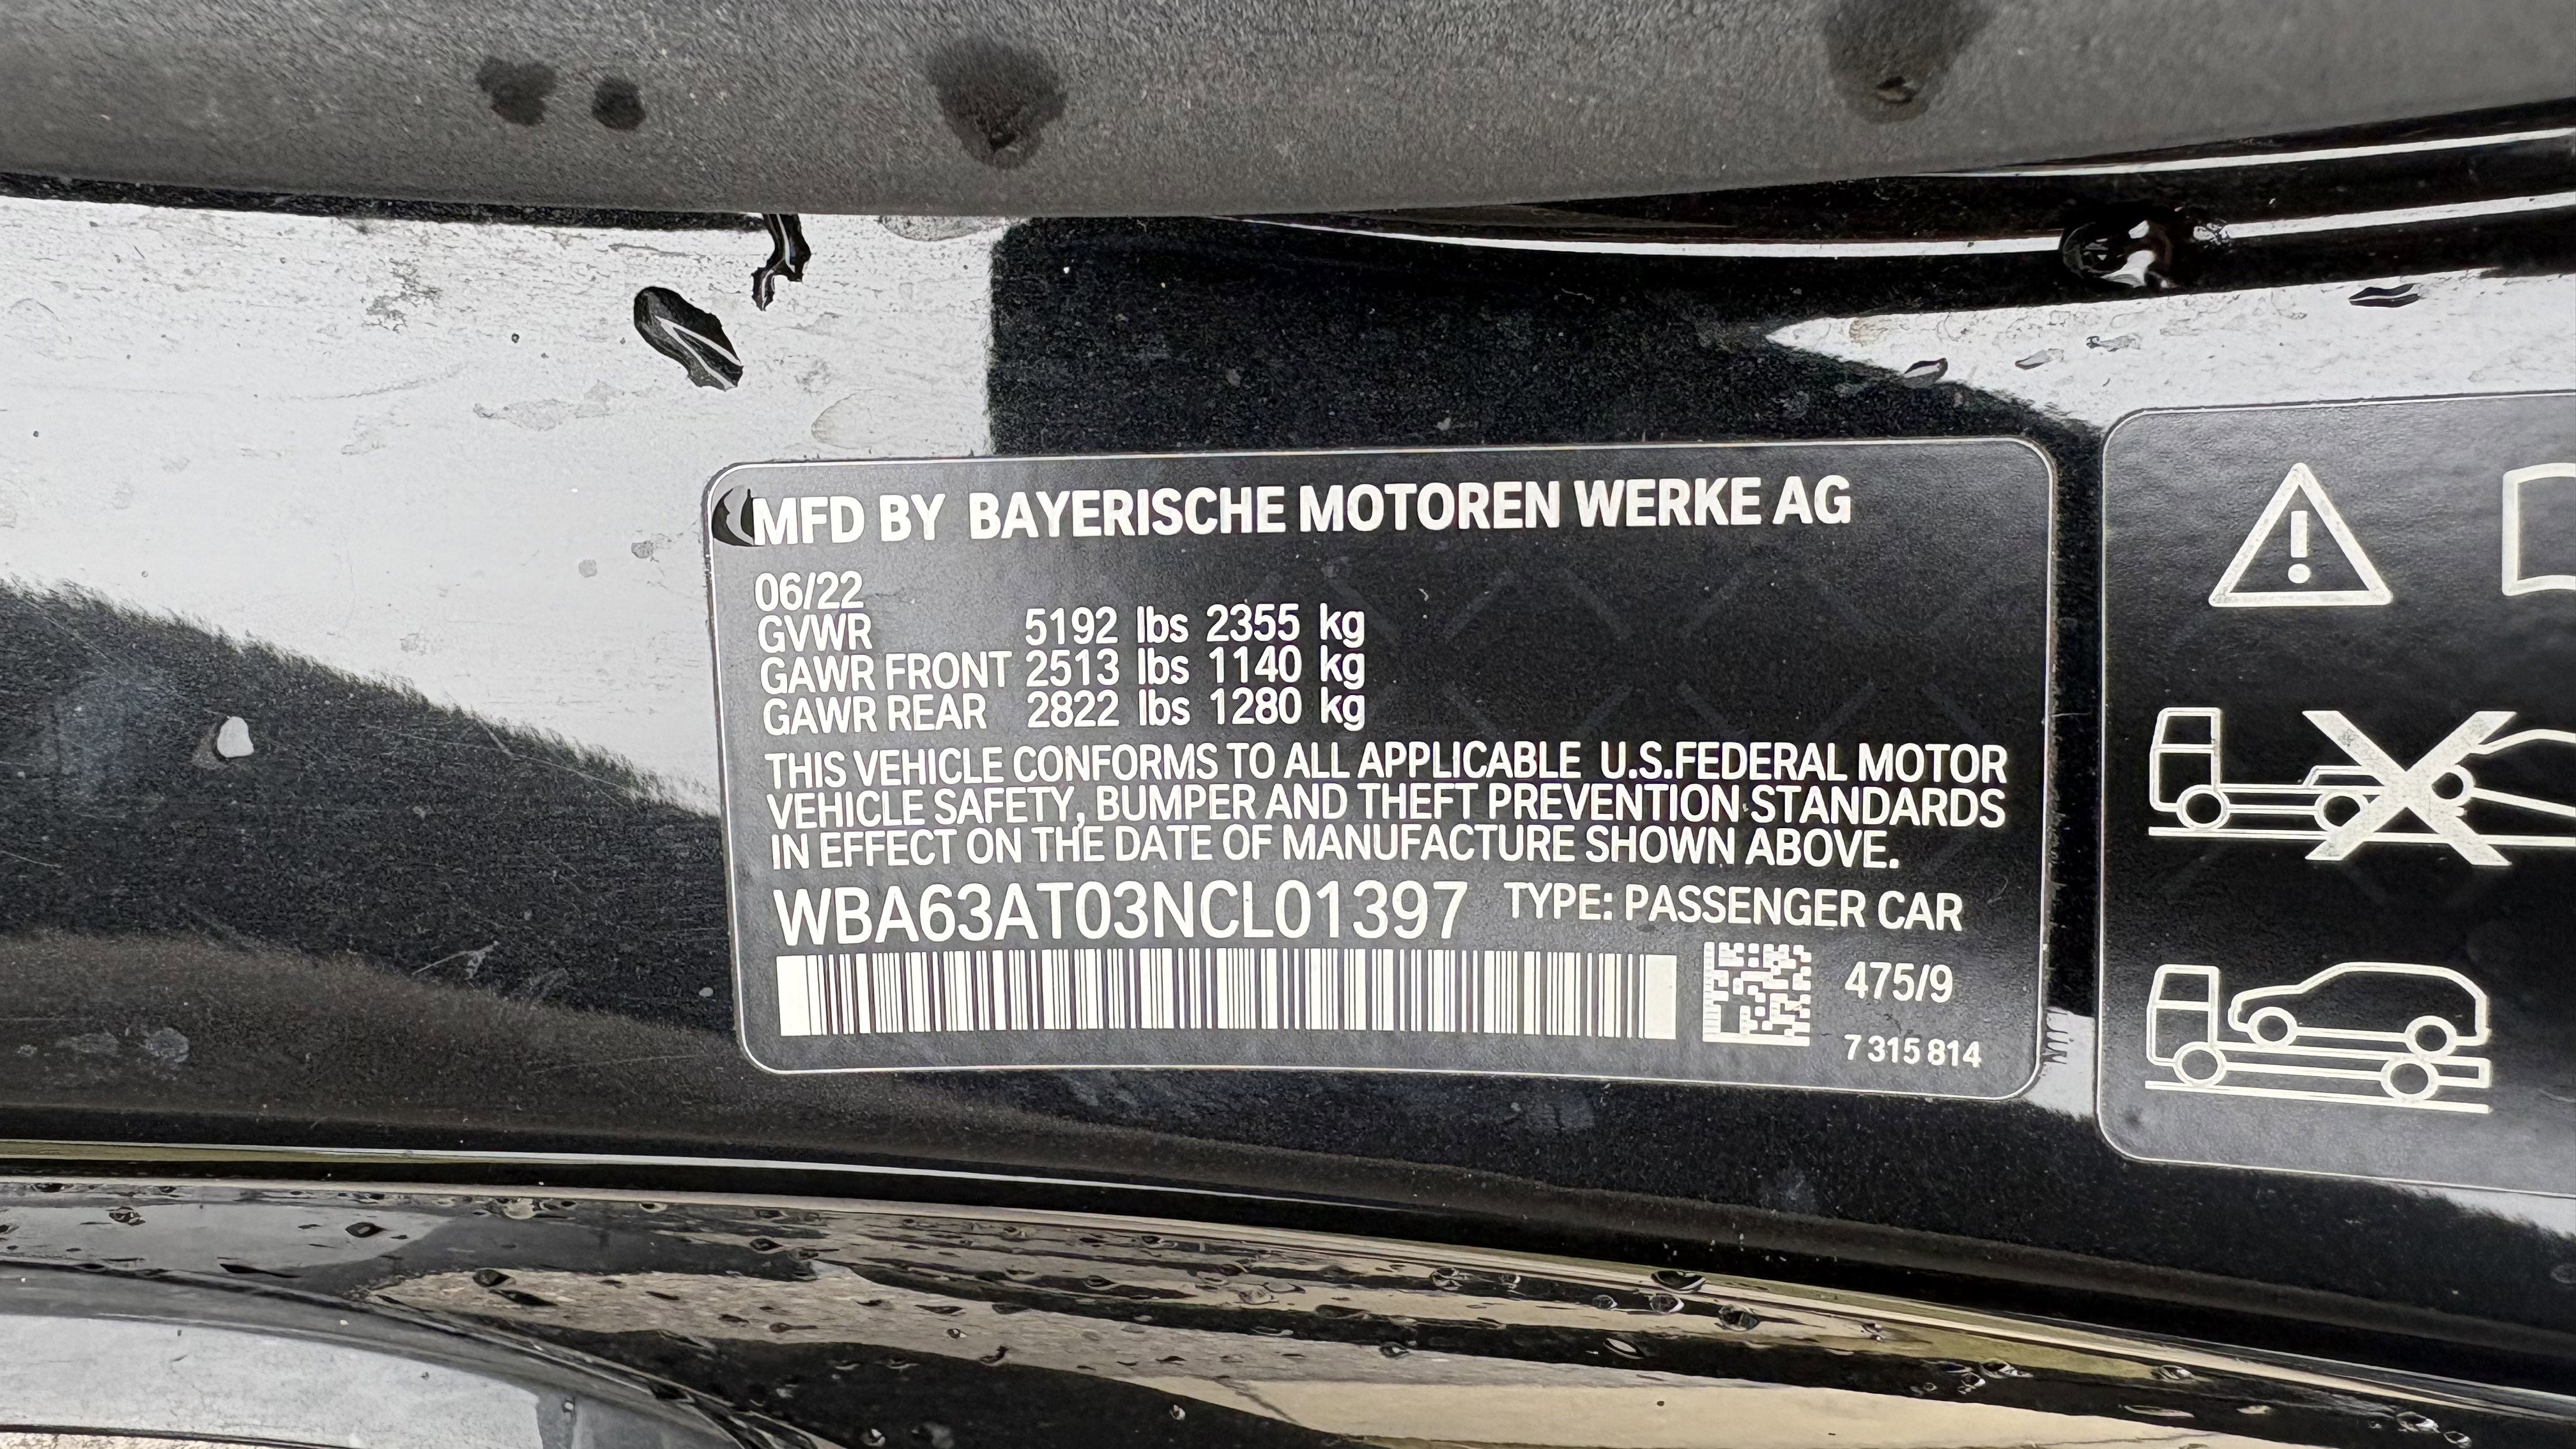 MFD BY BAYERISCHE MOTOREN WERKE AG
06/22
GVWR 5192 lbs 2355 kg
GAWR FRONT 2513 lbs 1140 kg
GAWR REAR 2822 lbs 1280 kg
THIS VEHICLE CONFORMS TO ALL APPLICABLE U.S.FEDERAL MOTOR
VEHICLE SAFETY, BUMPER AND THEFT PREVENTION STANDARDS
IN EFFECT ON THE DATE OF MANUFACTURE SHOWN ABOVE.
WBA63AT03NCL01397 TYPE: PASSENGER CAR
475/9
7 315 814